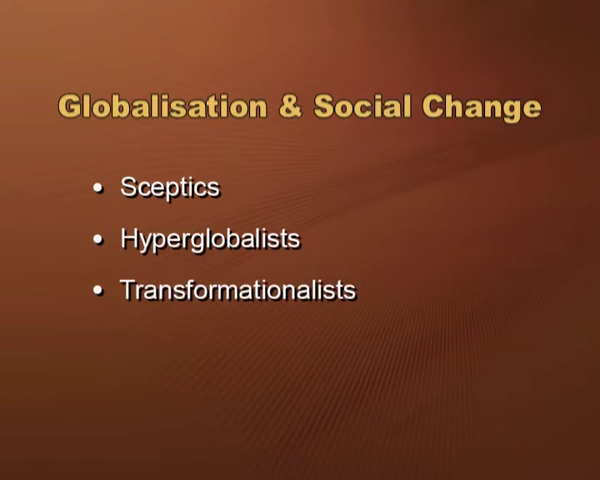 Globalisation & Social Change
• Sceptics
• Hyperglobalists
• Transformationalists